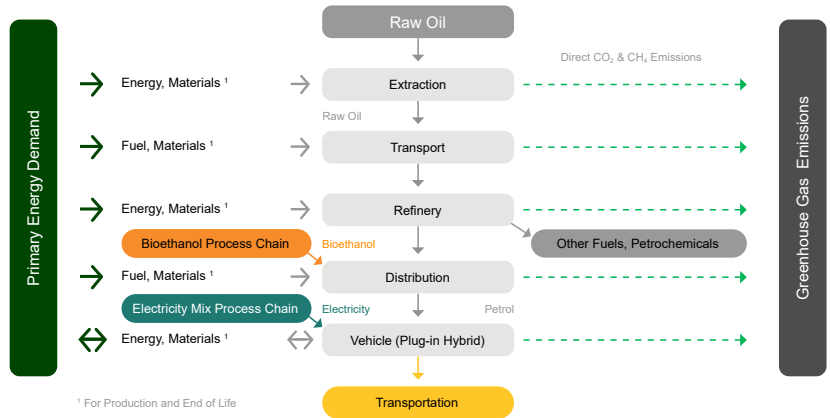 Raw Oil
Direct CO₂ & CH₄ Emissions
Energy, Materials ¹
Extraction
Raw Oil
Fuel, Materials ¹
Transport
Primary Energy Demand
Greenhouse Gas Emissions
Energy, Materials ¹
Refinery
Bioethanol Process Chain
Bioethanol
Other Fuels, Petrochemicals
Fuel, Materials ¹
Distribution
Electricity Mix Process Chain
Electricity
Petrol
Energy, Materials ¹
Vehicle (Plug-in Hybrid)
¹ For Production and End of Life
Transportation